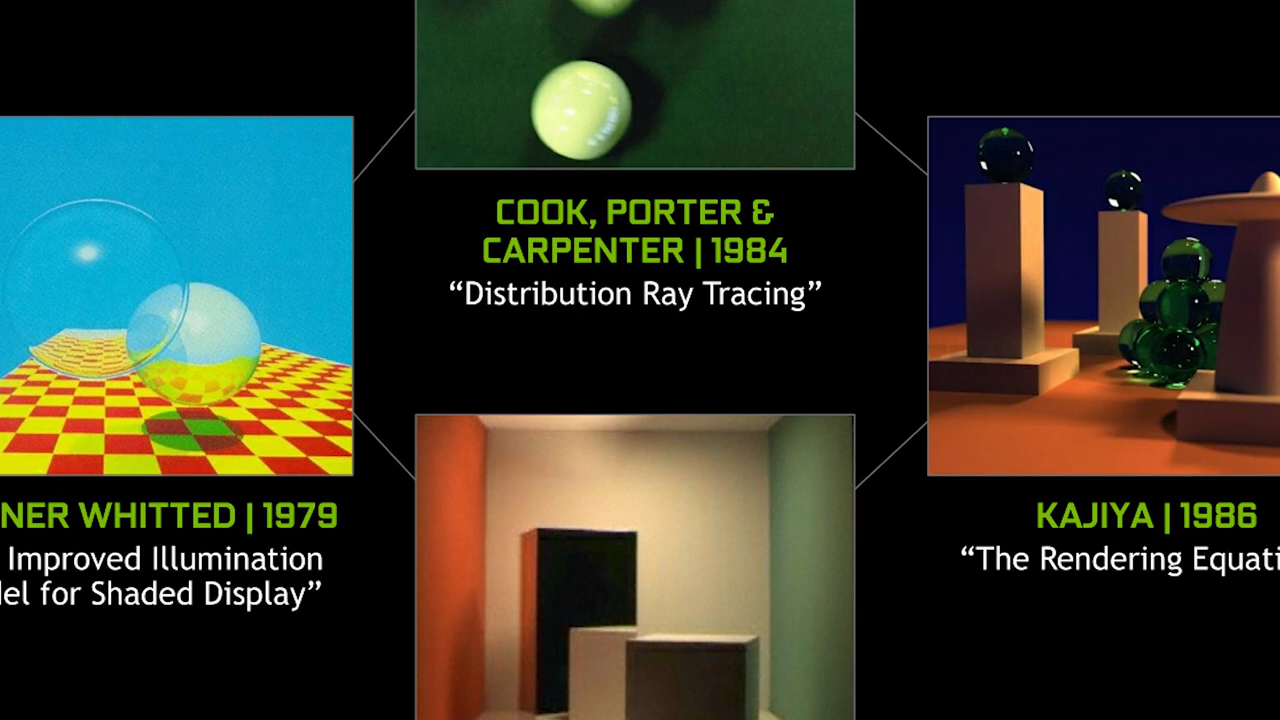 COOK, PORTER &
CARPENTER | 1984
“Distribution Ray Tracing”
NER WHITTED | 1979
Improved Illumination
del for Shaded Display”
KAJIYA | 1986
“The Rendering Equati